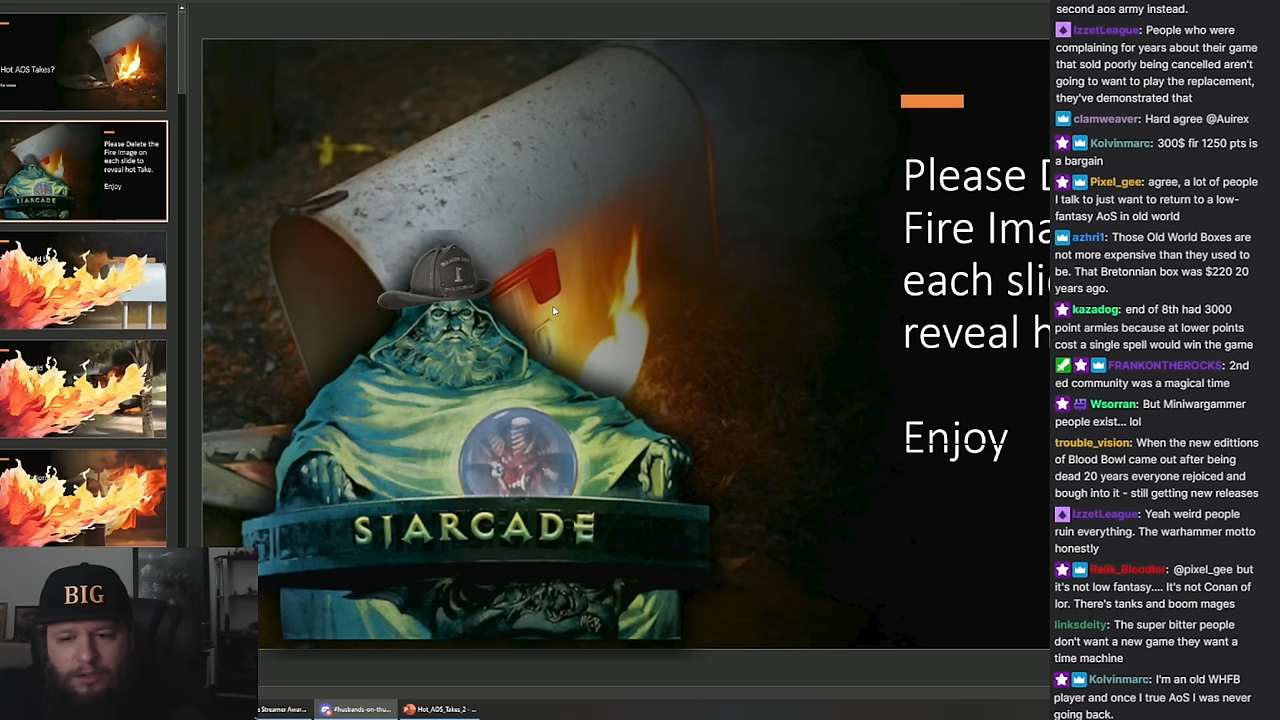 Hot AOS Takes?
Please Delete the
Fire Image on
each slide to
reveal hot Take.
Enjoy
SJARCADE
Please D
Fire Ima
each sli
reveal h
Enjoy
SJARCADE
BIG
Streamer Awar...
#husbands-on-thu...
Hot_AOS_Takes_2 - ...
second aos army instead.
IzzetLeague: People who were
complaining for years about their game
that sold poorly being cancelled aren't
going to want to play the replacement,
they've demonstrated that
clamweaver: Hard agree @Auirex
Kolvinmarc: 300$ fir 1250 pts is
a bargain
Pixel_gee: agree, a lot of people
I talk to just want to return to a low-
fantasy AoS in old world
azhri1: Those Old World Boxes are
not more expensive than they used to
be. That Bretonnian box was $220 20
years ago.
kazadog: end of 8th had 3000
point armies because at lower points
cost a single spell would win the game
FRANKONTHEROCKS: 2nd
ed community was a magical time
Wsorran: But Miniwargammer
people exist... lol
trouble_vision: When the new editions
of Blood Bowl came out after being
dead 20 years everyone rejoiced and
bough into it - still getting new releases
IzzetLeague: Yeah weird people
ruin everything. The warhammer motto
honestly
Relik_Bloodlor: @pixel_gee but
it's not low fantasy.... It's not Conan of
lor. There's tanks and boom mages
linksdeity: The super bitter people
don't want a new game they want a
time machine
Kolvinmarc: I'm an old WHFB
player and once I true AoS I was never
going back.